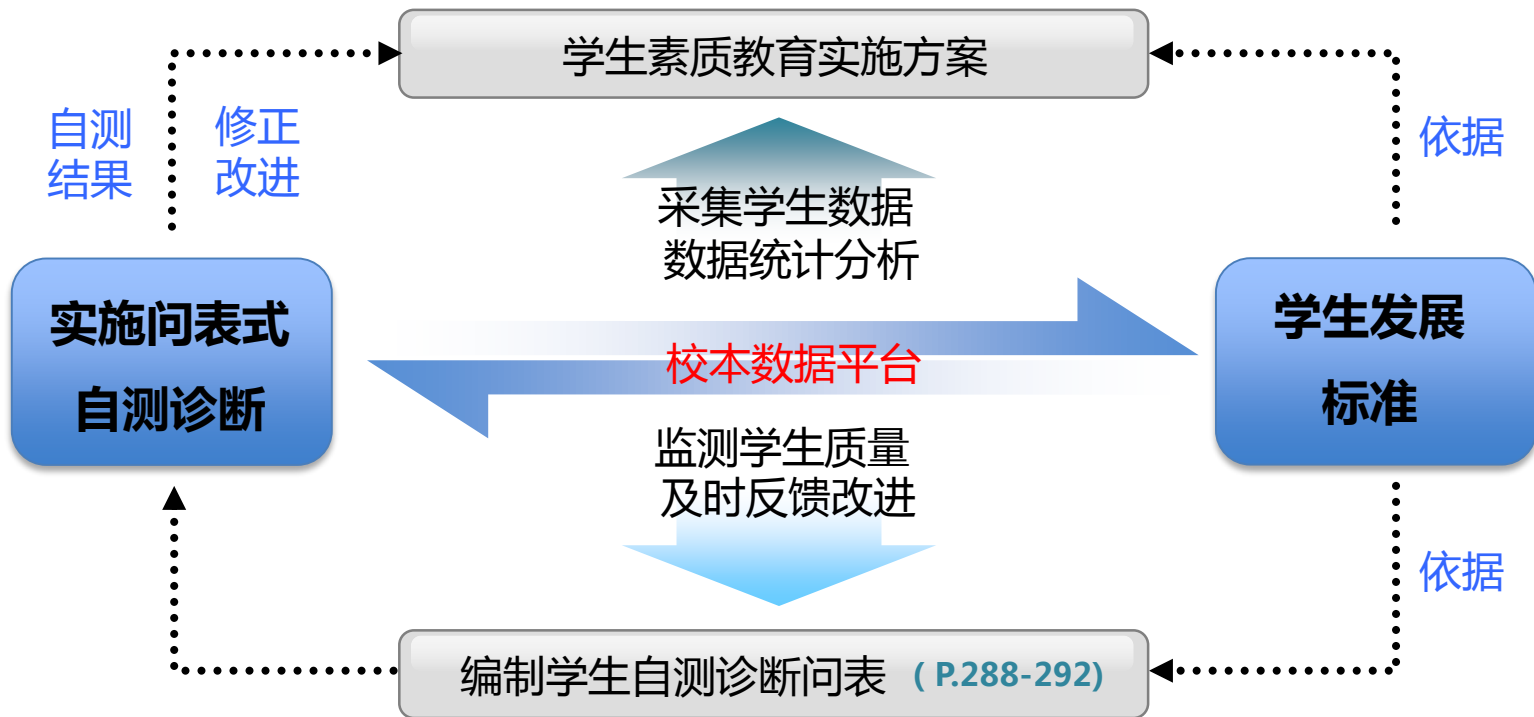 学生素质教育实施方案
自测
结果
修正
改进
依据
采集学生数据
数据统计分析
实施问表式
自测诊断
校本数据平台
学生发展
标准
监测学生质量
及时反馈改进
依据
编制学生自测诊断问表 ( P.288-292)